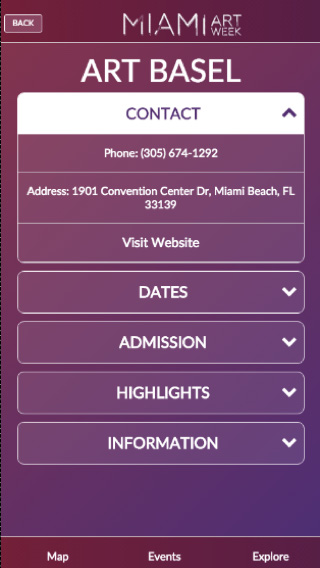 BACK
MIAMI ART WEEK
ART BASEL
CONTACT
Phone: (305) 674-1292
Address: 1901 Convention Center Dr, Miami Beach, FL
33139
Visit Website
DATES
ADMISSION
HIGHLIGHTS
INFORMATION
Map Events Explore